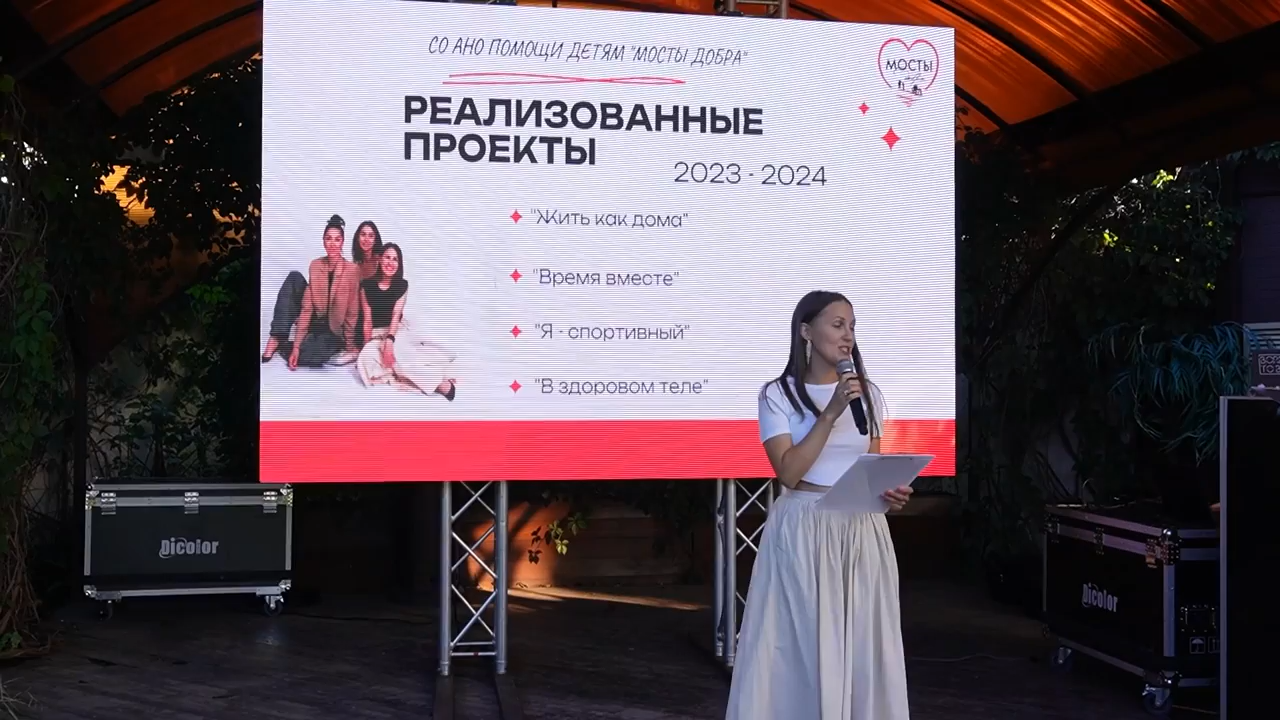 СО АНО ПОМОЩИ ДЕТЯМ "МОСТЫ ДОБРА"
МОСТЫ
РЕАЛИЗОВАННЫЕ
ПРОЕКТЫ
2023 - 2024
"Жить как дома"
"Время вместе"
"Я - спортивный"
"В здоровом теле"
Dicolor
Dicolor